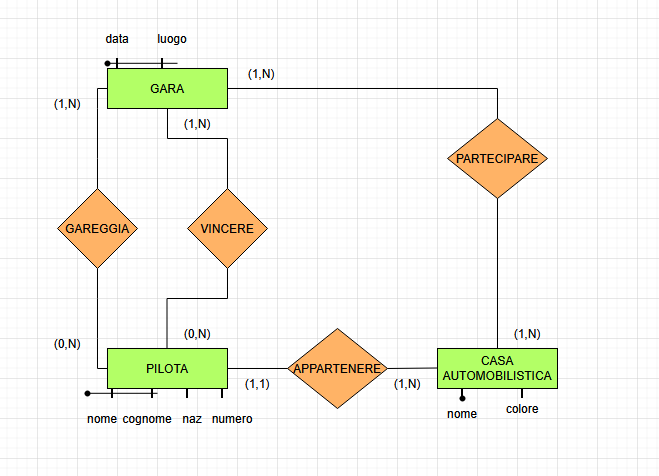 data luogo
(1,N)
GARA
(1,N)
(1,N)
PARTECIPARE
GAREGGIA
VINCERE
(0,N)
(0,N)
(1,N)
PILOTA
APPARTENERE
CASA
AUTOMOBILISTICA
(1,1)
(1,N)
nome cognome naz numero
nome
colore